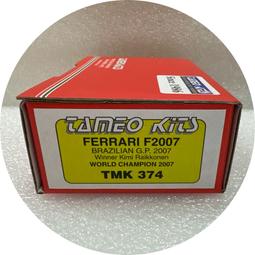 TAMEO KITS
FERRARI F2007
BRAZILIAN G.P. 2007
Winner Kimi Raikkonen
WORLD CHAMPION 2007
TMK 374